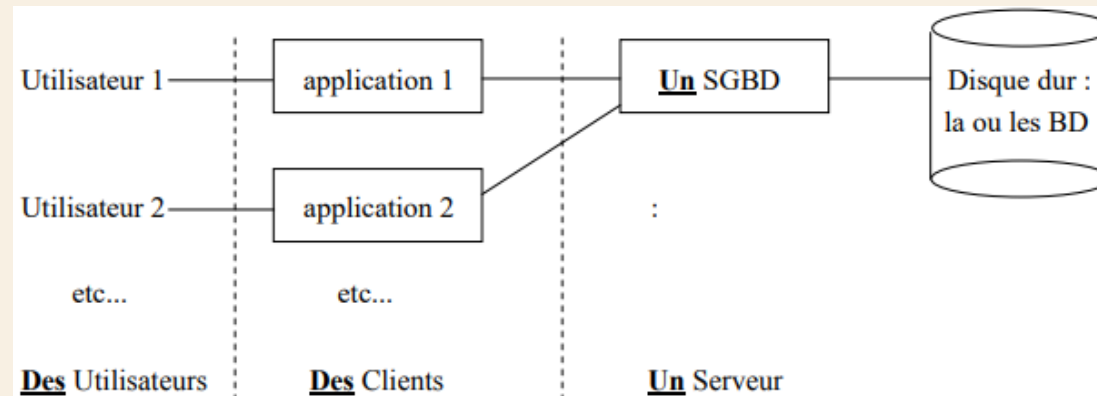 Utilisateur 1 application 1 Un SGBD Disque dur :
la ou les BD
Utilisateur 2 application 2 :
etc... etc...
Des Utilisateurs Des Clients Un Serveur